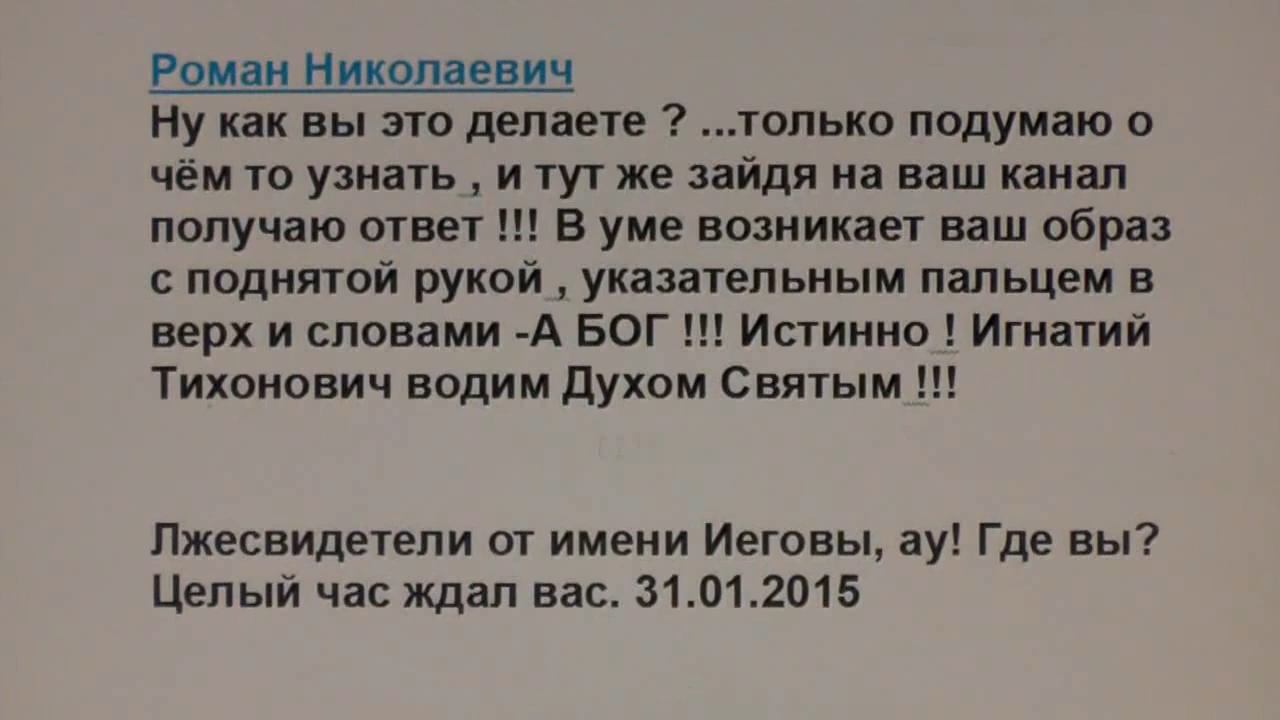 Роман Николаевич
Ну как вы это делаете ? ...только подумаю о
чём то узнать , и тут же зайдя на ваш канал
получаю ответ !!! В уме возникает ваш образ
с поднятой рукой , указательным пальцем в
верх и словами -А БОГ !!! Истинно ! Игнатий
Тихонович водим Духом Святым !!!
Лжесвидетели от имени Иеговы, ау! Где вы?
Целый час ждал вас. 31.01.2015